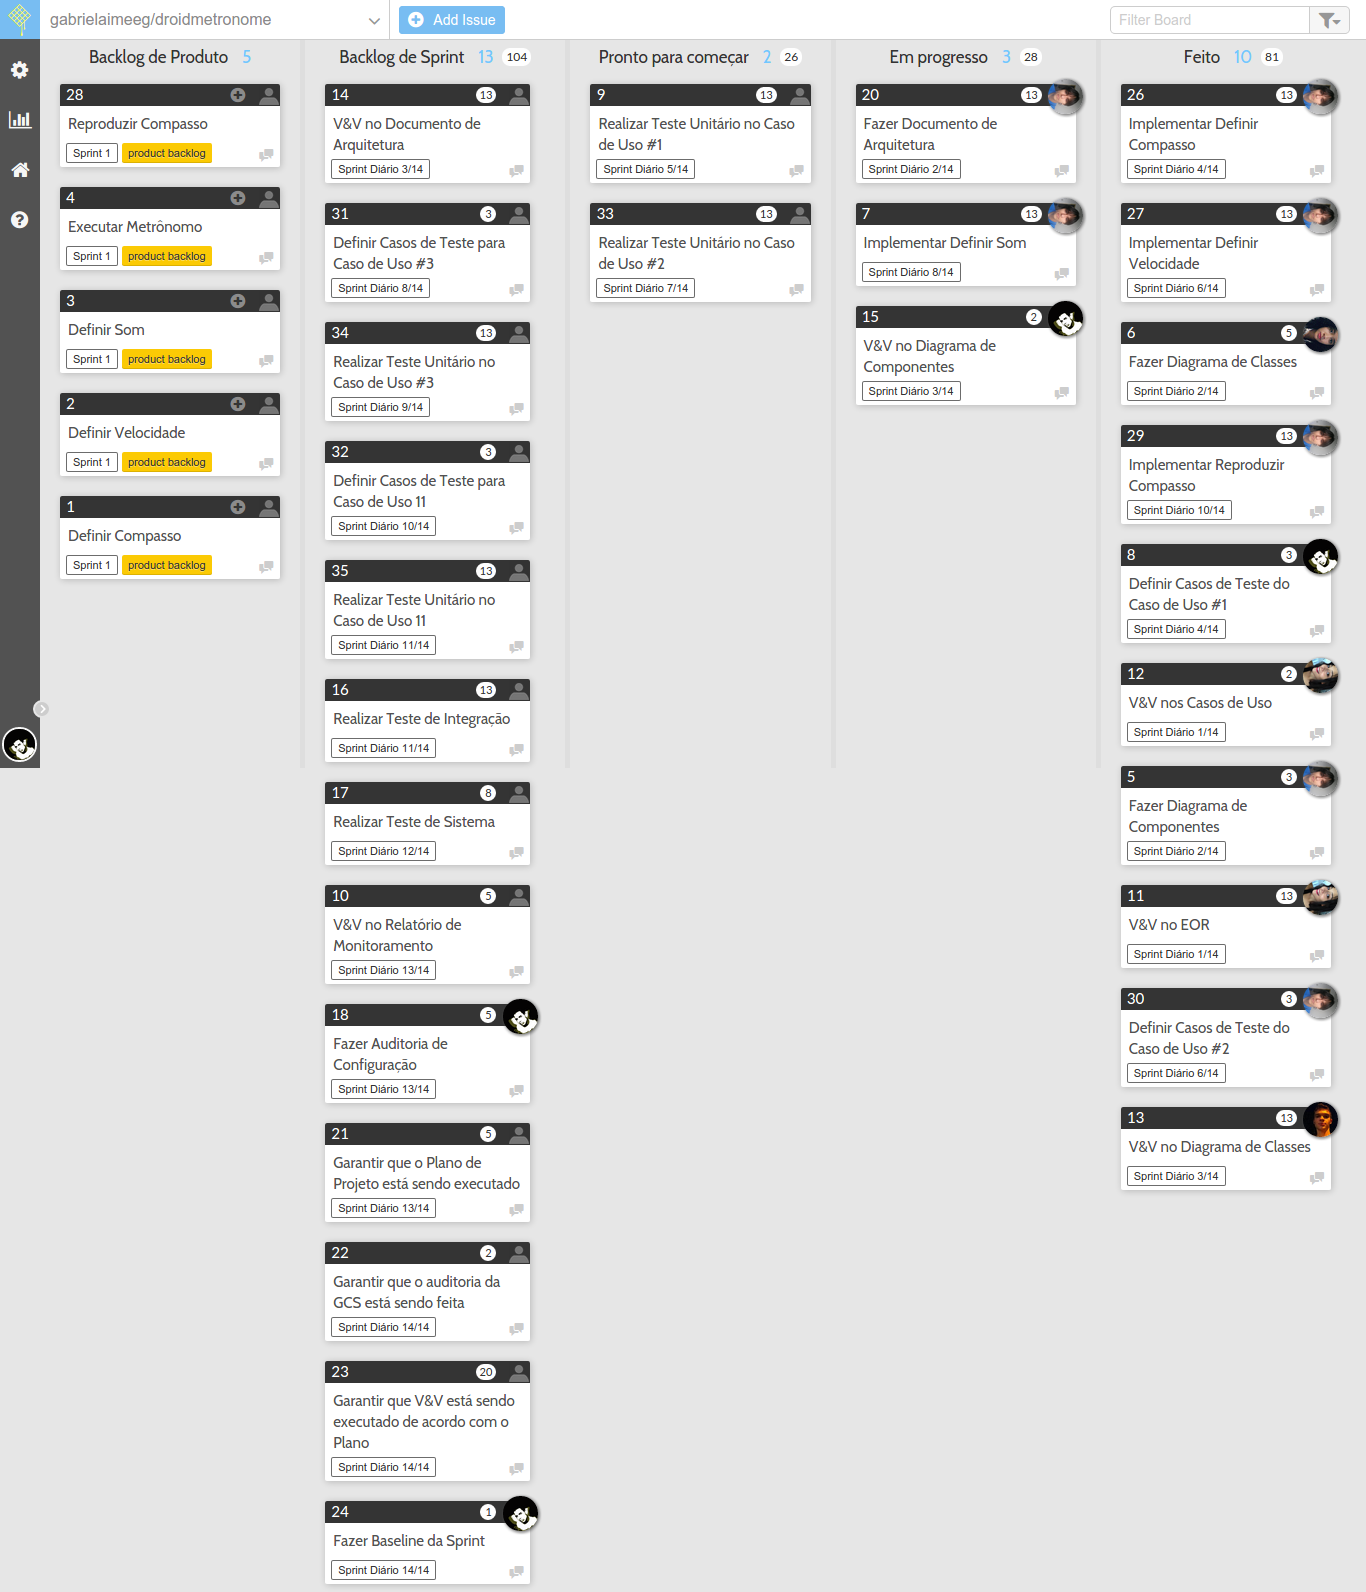 gabrielaimeeg/droidmetronome
Add Issue
Filter Board
Backlog de Produto 5
28
Reproduzir Compasso
Sprint 1 product backlog
4
Executar Metrônomo
Sprint 1 product backlog
3
Definir Som
Sprint 1 product backlog
2
Definir Velocidade
Sprint 1 product backlog
1
Definir Compasso
Sprint 1 product backlog
Backlog de Sprint 13 104
14 13
V&V no Documento de
Arquitetura
Sprint Diário 3/14
31 3
Definir Casos de Teste para
Caso de Uso #3
Sprint Diário 8/14
34 13
Realizar Teste Unitário no
Caso de Uso #3
Sprint Diário 9/14
32 3
Definir Casos de Teste para
Caso de Uso 11
Sprint Diário 10/14
35 13
Realizar Teste Unitário no
Caso de Uso 11
Sprint Diário 11/14
16 13
Realizar Teste de Integração
Sprint Diário 11/14
17 8
Realizar Teste de Sistema
Sprint Diário 12/14
10 5
V&V no Relatório de
Monitoramento
Sprint Diário 13/14
18 5
Fazer Auditoria de
Configuração
Sprint Diário 13/14
21 5
Garantir que o Plano de
Projeto está sendo executado
Sprint Diário 13/14
22 2
Garantir que o auditoria da
GCS está sendo feita
Sprint Diário 14/14
23 20
Garantir que V&V está sendo
executado de acordo com o
Plano
Sprint Diário 14/14
24 1
Fazer Baseline da Sprint
Sprint Diário 14/14
Pronto para começar 2 26
9 13
Realizar Teste Unitário no Caso
de Uso #1
Sprint Diário 5/14
33 13
Realizar Teste Unitário no Caso
de Uso #2
Sprint Diário 7/14
Em progresso 3 28
20 13
Fazer Documento de
Arquitetura
Sprint Diário 2/14
7 13
Implementar Definir Som
Sprint Diário 8/14
15 2
V&V no Diagrama de
Componentes
Sprint Diário 3/14
Feito 10 81
26 13
Implementar Definir
Compasso
Sprint Diário 4/14
27 13
Implementar Definir
Velocidade
Sprint Diário 6/14
6 5
Fazer Diagrama de Classes
Sprint Diário 2/14
29 13
Implementar Reproduzir
Compasso
Sprint Diário 10/14
8 3
Definir Casos de Teste do
Caso de Uso #1
Sprint Diário 4/14
12 2
V&V nos Casos de Uso
Sprint Diário 1/14
5 3
Fazer Diagrama de
Componentes
Sprint Diário 2/14
11 13
V&V no EOR
Sprint Diário 1/14
30 3
Definir Casos de Teste do
Caso de Uso #2
Sprint Diário 6/14
13 13
V&V no Diagrama de Classes
Sprint Diário 3/14